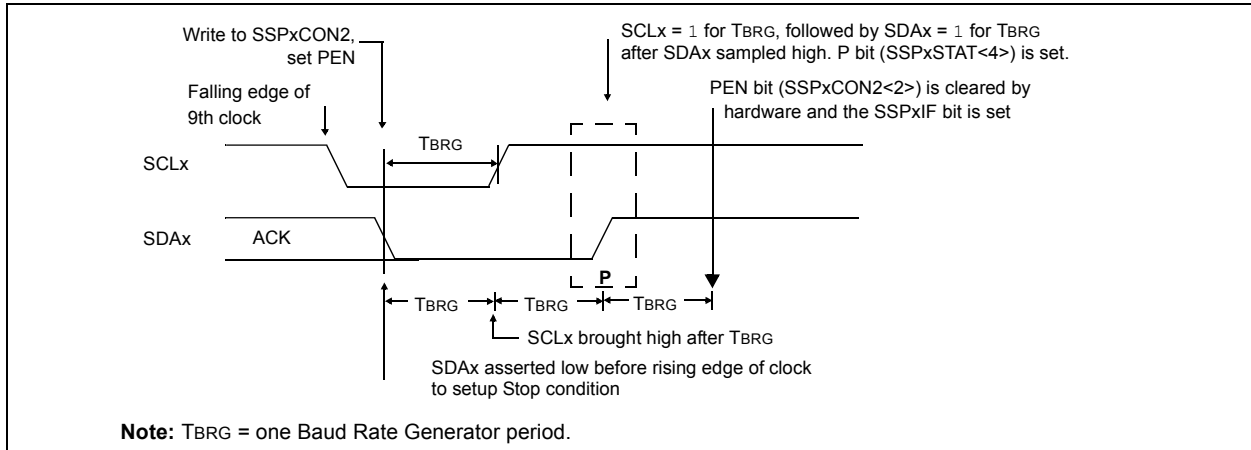 Write to SSPxCON2,
set PEN
SCLx = 1 for TBRG, followed by SDAx = 1 for TBRG
after SDAx sampled high. P bit (SSPxSTAT<4>) is set.
Falling edge of
9th clock
PEN bit (SSPxCON2<2>) is cleared by
hardware and the SSPxIF bit is set
TBRG
SCLx
SDAx
ACK
P
TBRG
TBRG
TBRG
SCLx brought high after TBRG
SDAx asserted low before rising edge of clock
to setup Stop condition
Note: TBRG = one Baud Rate Generator period.